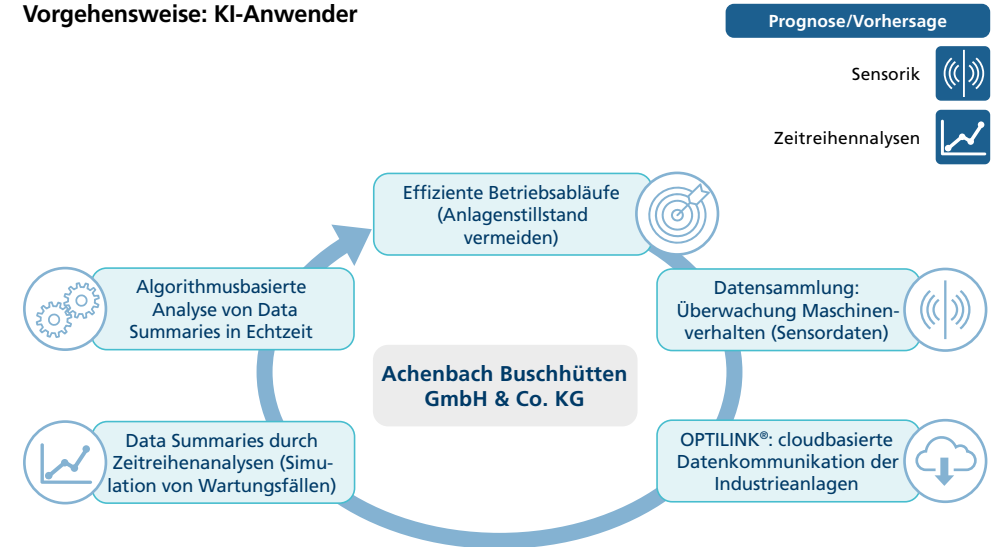 Vorgehensweise: KI-Anwender
Prognose/Vorhersage
Sensorik
Zeitreihennalysen
Effiziente Betriebsabläufe
(Anlagenstillstand
vermeiden)
Datensammlung:
Überwachung Maschinen-
verhalten (Sensordaten)
OPTILINK®: cloudbasierte
Datenkommunikation der
Industrieanlagen
Data Summaries durch
Zeitreihenanalysen (Simu-
lation von Wartungsfällen)
Algorithmusbasierte
Analyse von Data
Summaries in Echtzeit
Achenbach Buschhütten
GmbH & Co. KG